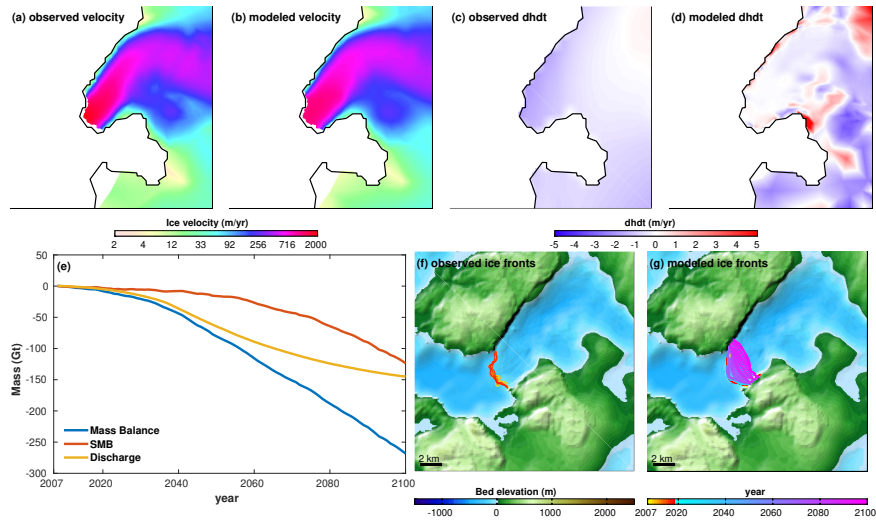 (a) observed velocity
(b) modeled velocity
(c) observed dhdt
(d) modeled dhdt
Ice velocity (m/yr)
2 4 12 33 92 256 716 2000
dhdt (m/yr)
-5 -4 -3 -2 -1 0 1 2 3 4 5
(e)
50
0
-50
-100
-150
-200
-250
-300
Mass (Gt)
Mass Balance
SMB
Discharge
2007 2020 2040 2060 2080 2100
year
(f) observed ice fronts
2 km
(g) modeled ice fronts
2 km
Bed elevation (m)
-1000 0 1000 2000
year
2007 2020 2040 2060 2080 2100